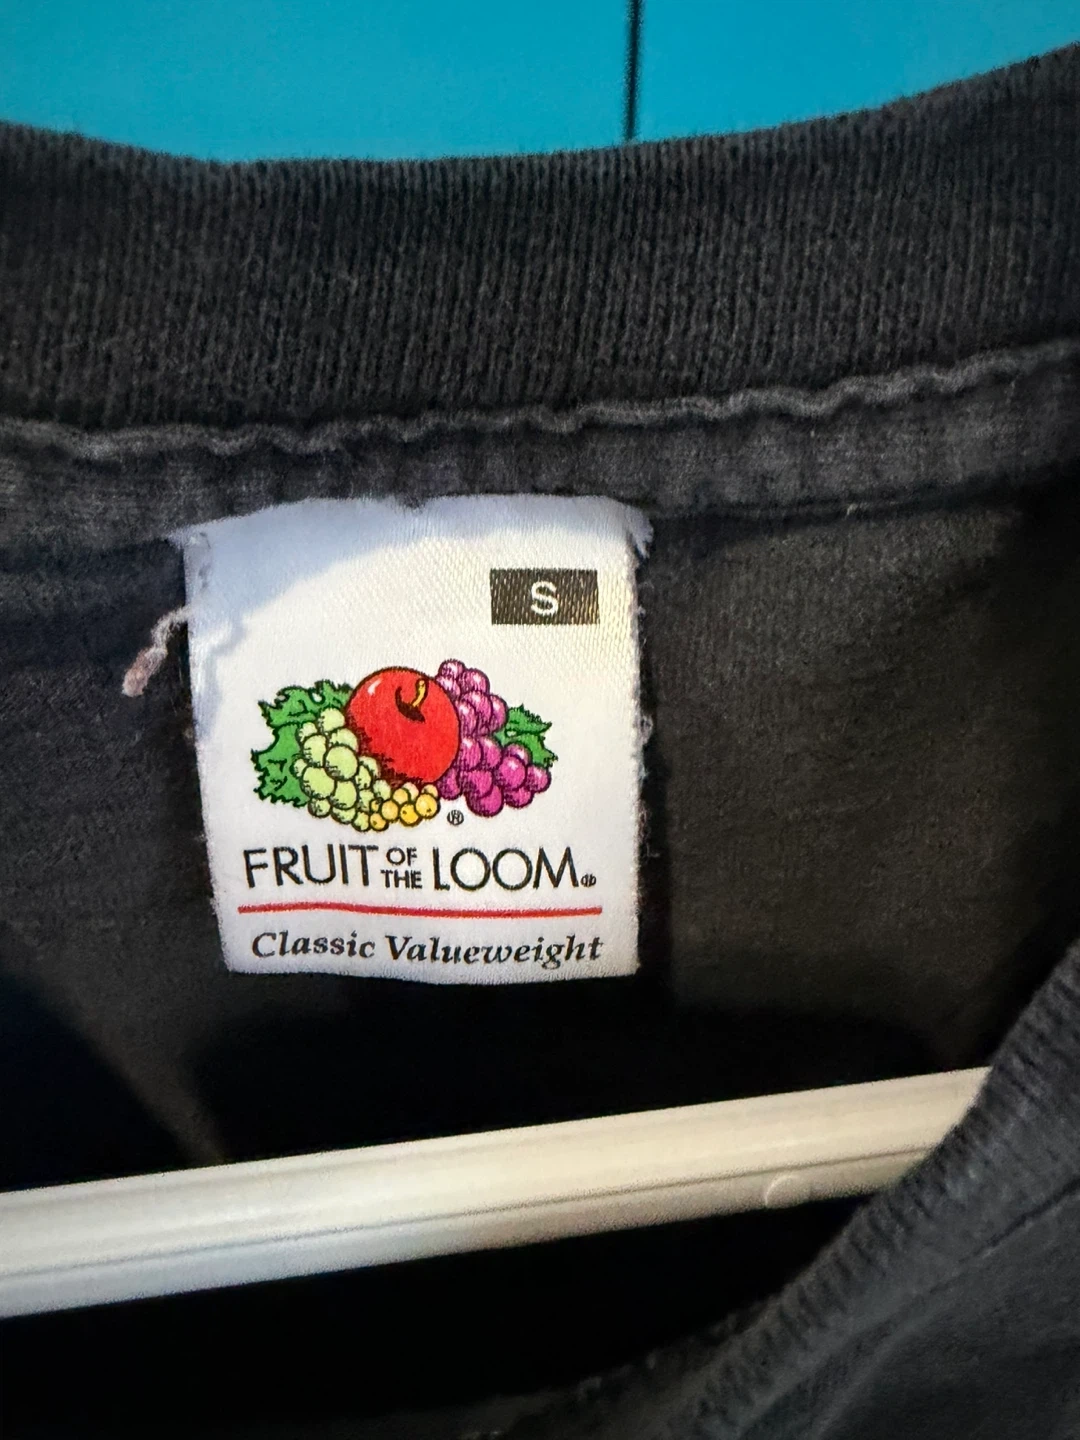 S
®
FRUIT OF THE LOOM®
Classic Valueweight